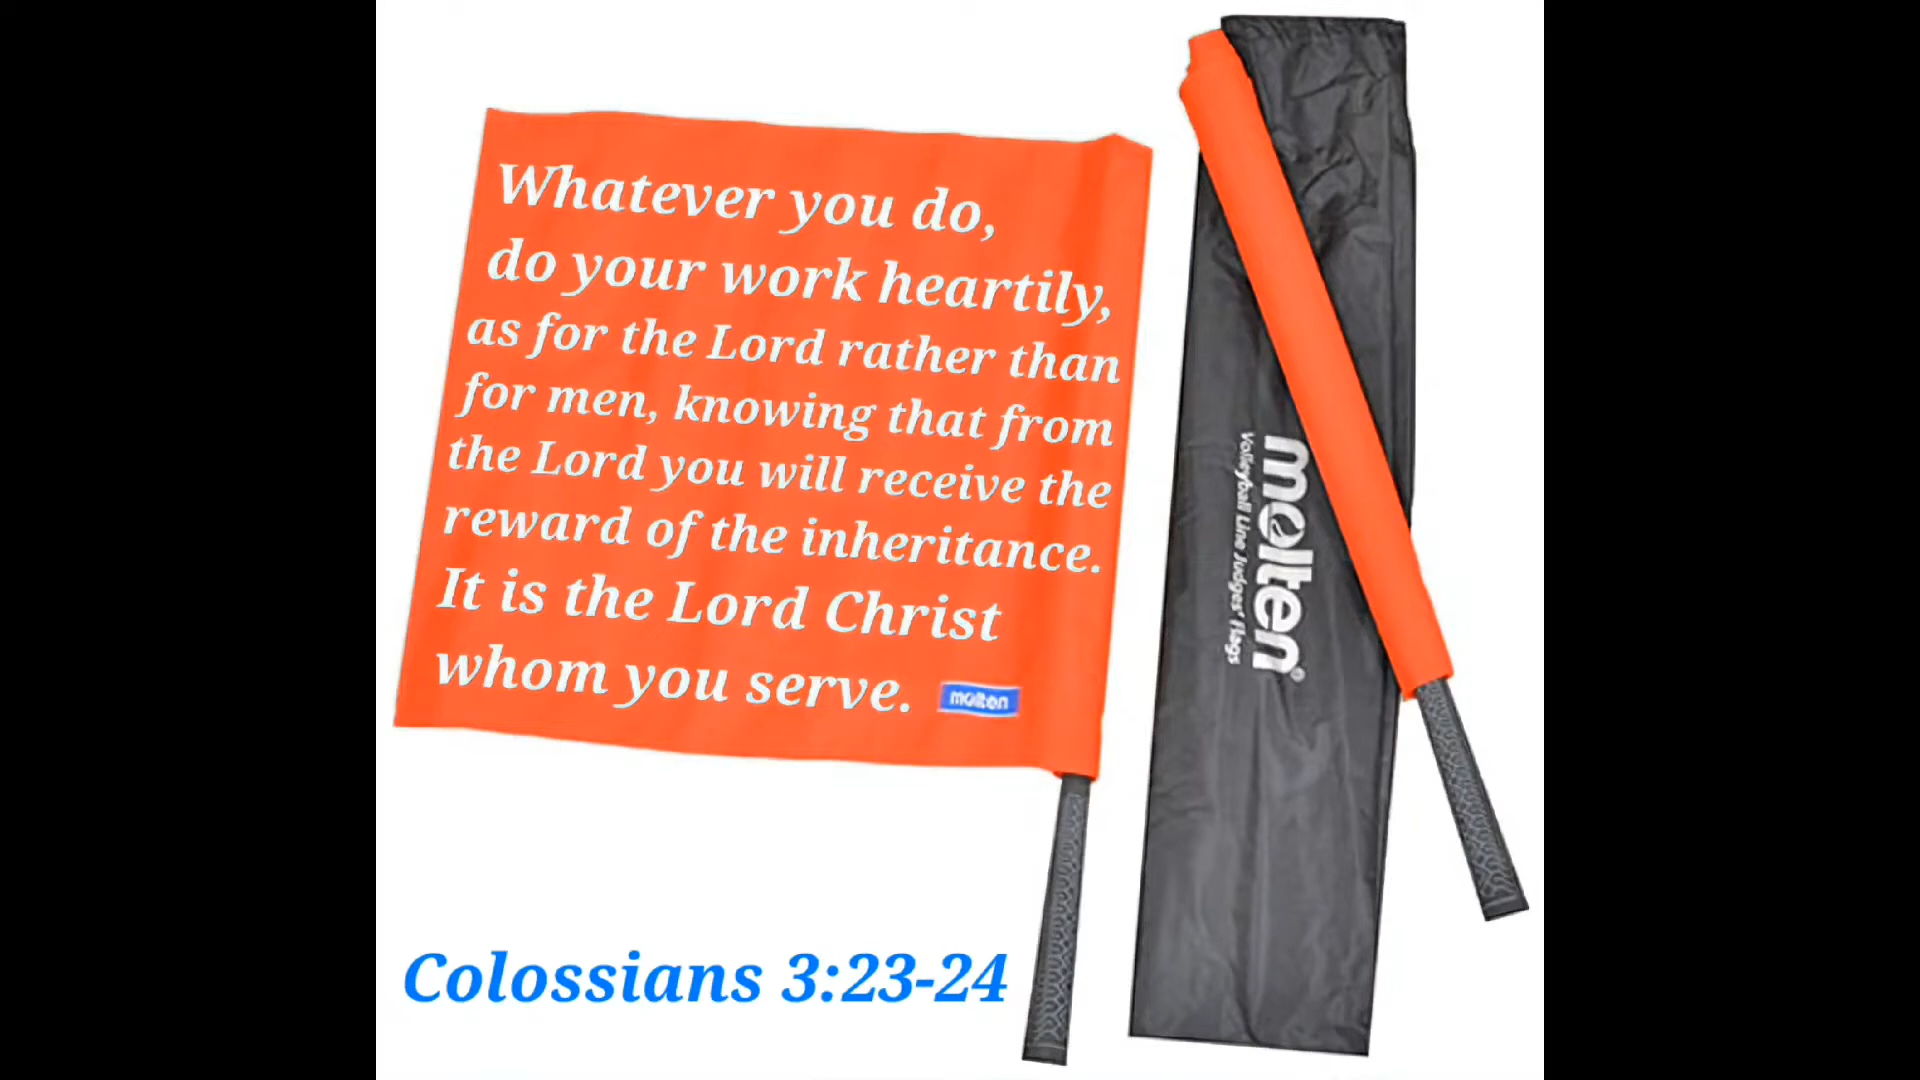 Whatever you do,
do your work heartily,
as for the Lord rather than
for men, knowing that from
the Lord you will receive the
reward of the inheritance.
It is the Lord Christ
whom you serve.
molten
Colossians 3:23-24
molten®
Volleyball Line Judges' Flags